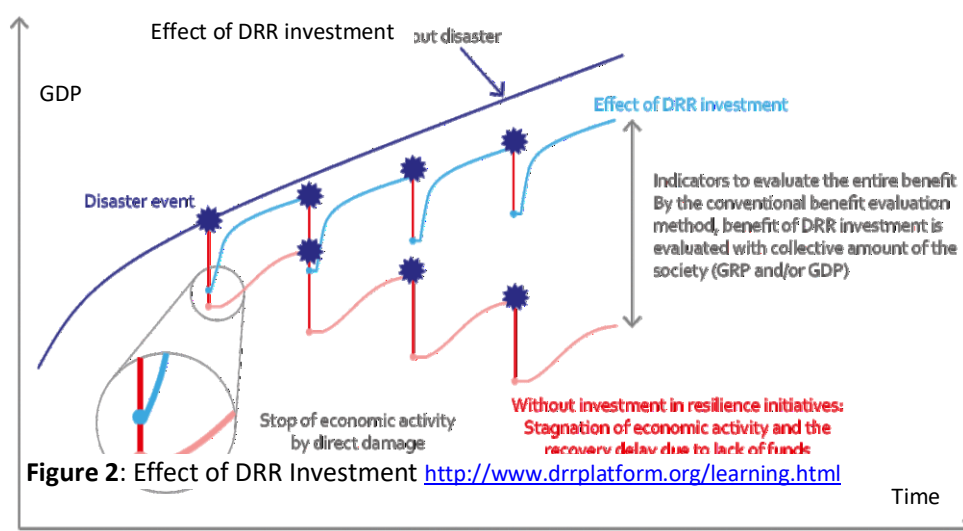 Effect of DRR investment
out disaster
GDP
Effect of DRR investment
Disaster event
Indicators to evaluate the entire benefit
By the conventional benefit evaluation
method, benefit of DRR investment is
evaluated with collective amount of the
society (GRP and/or GDP)
Stop of economic activity
by direct damage
Without investment in resilience initiatives:
Stagnation of economic activity and the
recovery delay due to lack of funds
Figure 2: Effect of DRR Investment http://www.drrplatform.org/learning.html
Time